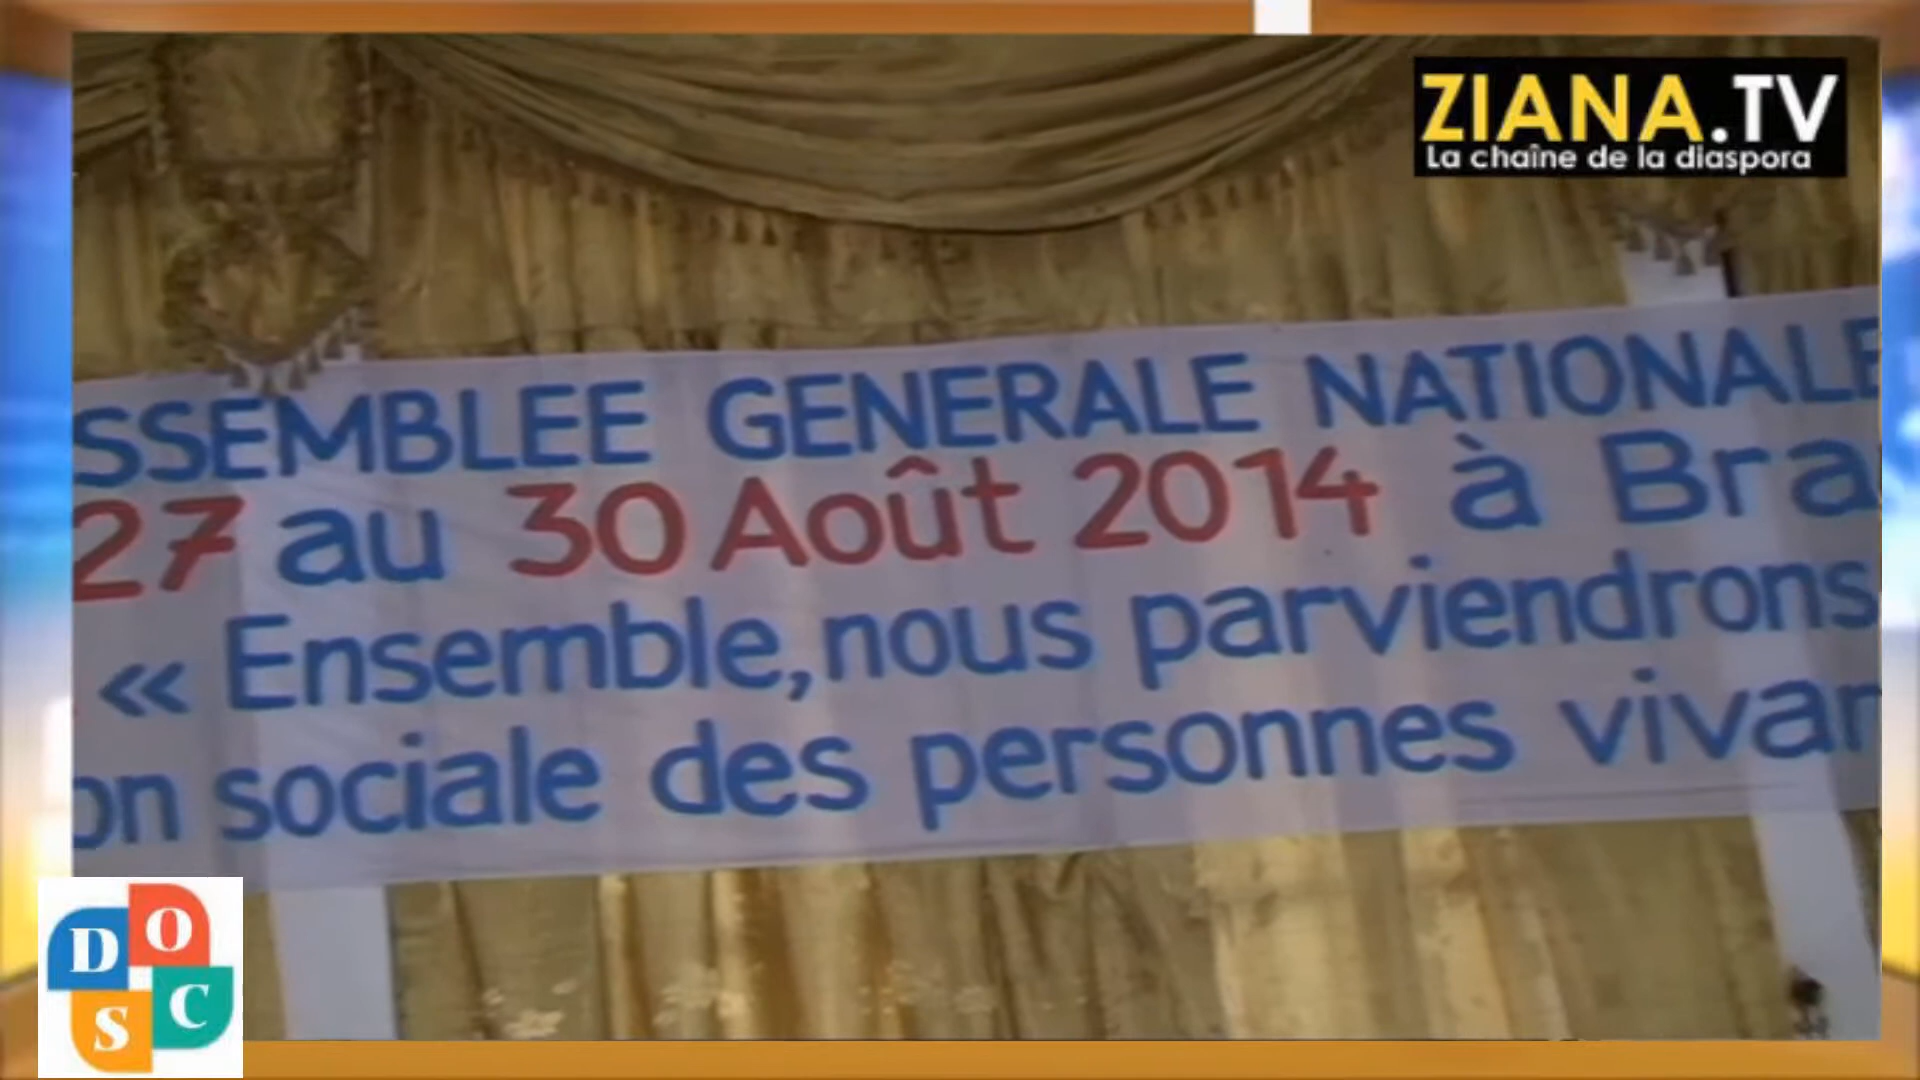 ZIANA.TV
La chaîne de la diaspora
SSEMBLEE GENERALE NATIONALE
27 au 30 Août 2014 à Bra
« Ensemble, nous parviendrons
on sociale des personnes vivan
D O
S C